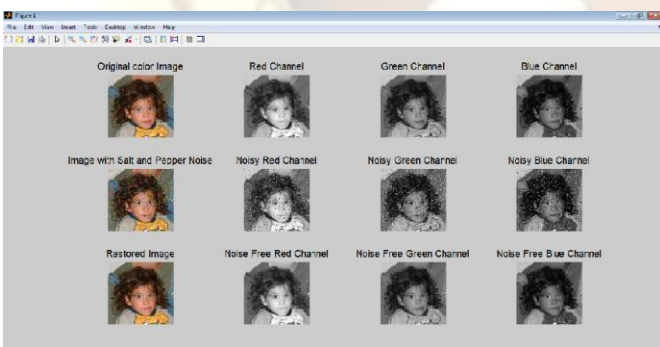 Figure 1
File Edit View Insert Tools Desktop Window Help
Original color Image Red Channel Green Channel Blue Channel
Image with Salt and Pepper Noise Noisy Red Channel Noisy Green Channel Noisy Blue Channel
Restored Image Noise Free Red Channel Noise Free Green Channel Noise Free Blue Channel